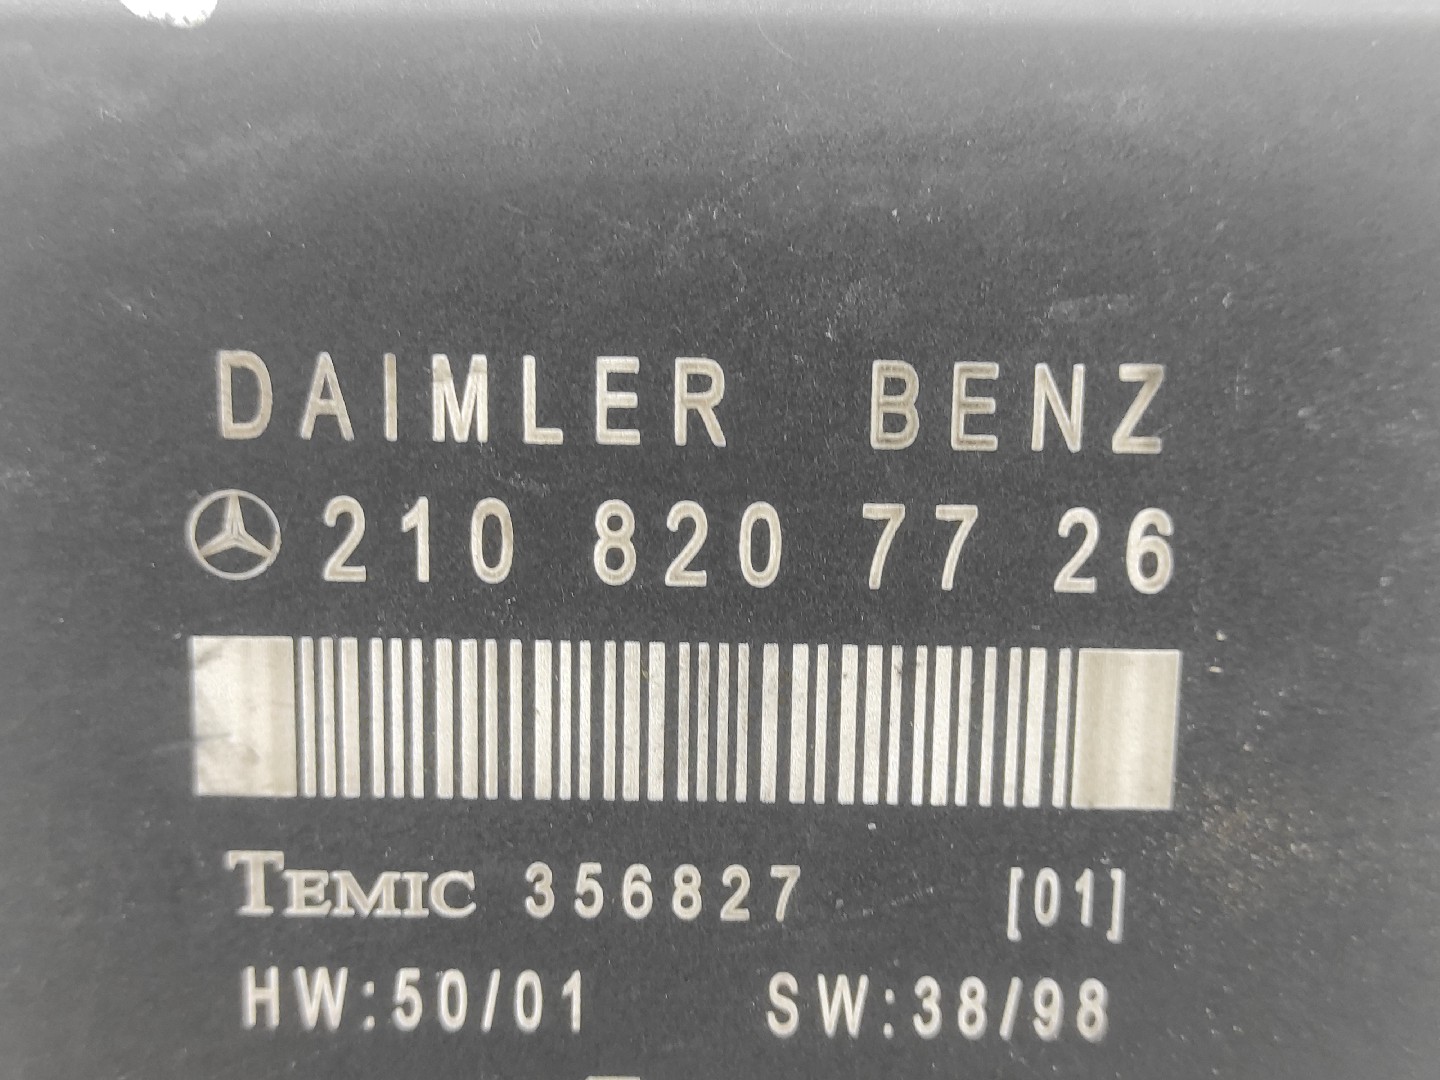 DAIMLER BENZ
210 820 77 26
TEMIC 356827 [01]
HW:50/01 SW:38/98